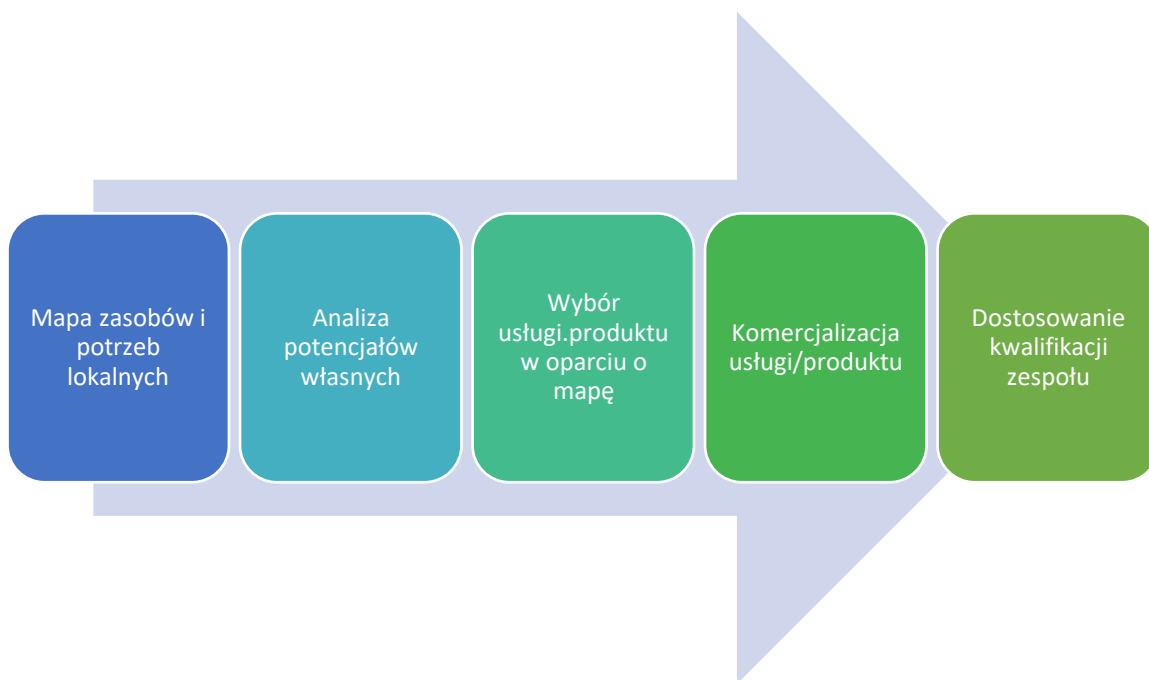 Mapa zasobów i
potrzeb
lokalnych
Analiza
potencjałów
własnych
Wybór
usługi.produktu
w oparciu o
mapę
Komercjalizacja
usługi/produktu
Dostosowanie
kwalifikacji
zespołu